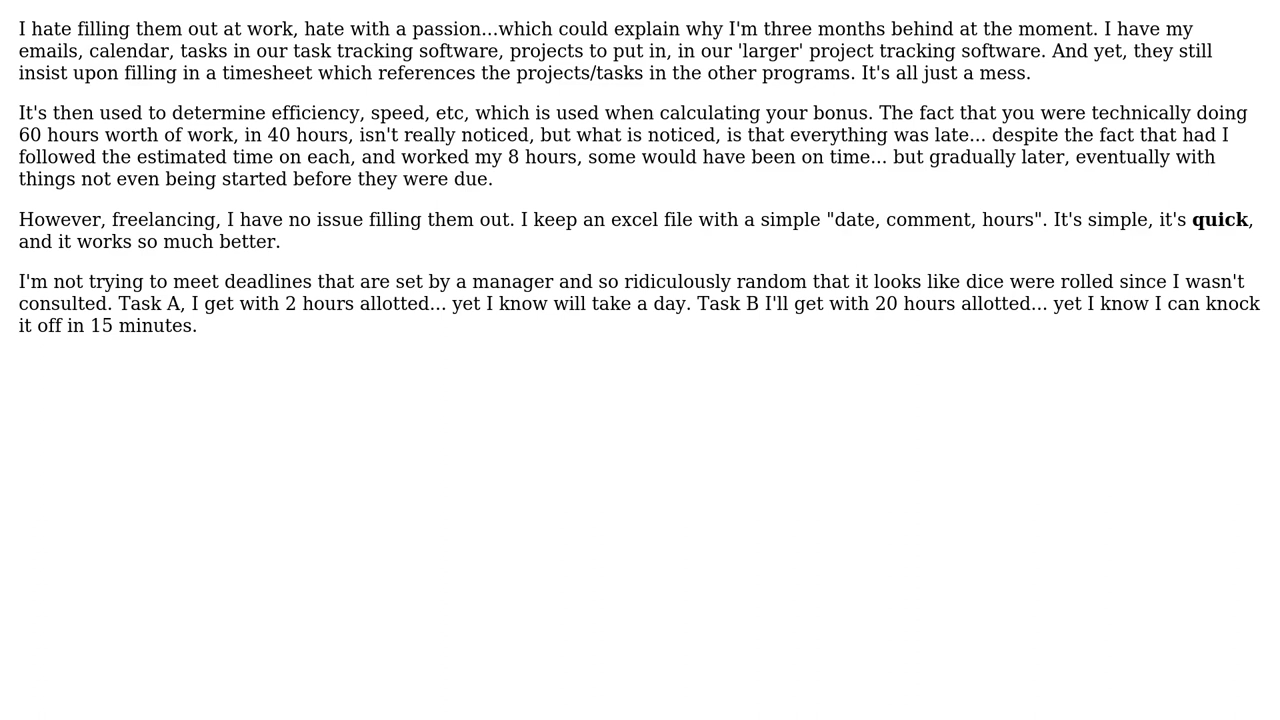 I hate filling them out at work, hate with a passion...which could explain why I'm three months behind at the moment. I have my
emails, calendar, tasks in our task tracking software, projects to put in, in our 'larger' project tracking software. And yet, they still
insist upon filling in a timesheet which references the projects/tasks in the other programs. It's all just a mess.
It's then used to determine efficiency, speed, etc, which is used when calculating your bonus. The fact that you were technically doing
60 hours worth of work, in 40 hours, isn't really noticed, but what is noticed, is that everything was late... despite the fact that had I
followed the estimated time on each, and worked my 8 hours, some would have been on time... but gradually later, eventually with
things not even being started before they were due.
However, freelancing, I have no issue filling them out. I keep an excel file with a simple "date, comment, hours". It's simple, it's quick,
and it works so much better.
I'm not trying to meet deadlines that are set by a manager and so ridiculously random that it looks like dice were rolled since I wasn't
consulted. Task A, I get with 2 hours allotted... yet I know will take a day. Task B I'll get with 20 hours allotted... yet I know I can knock
it off in 15 minutes.